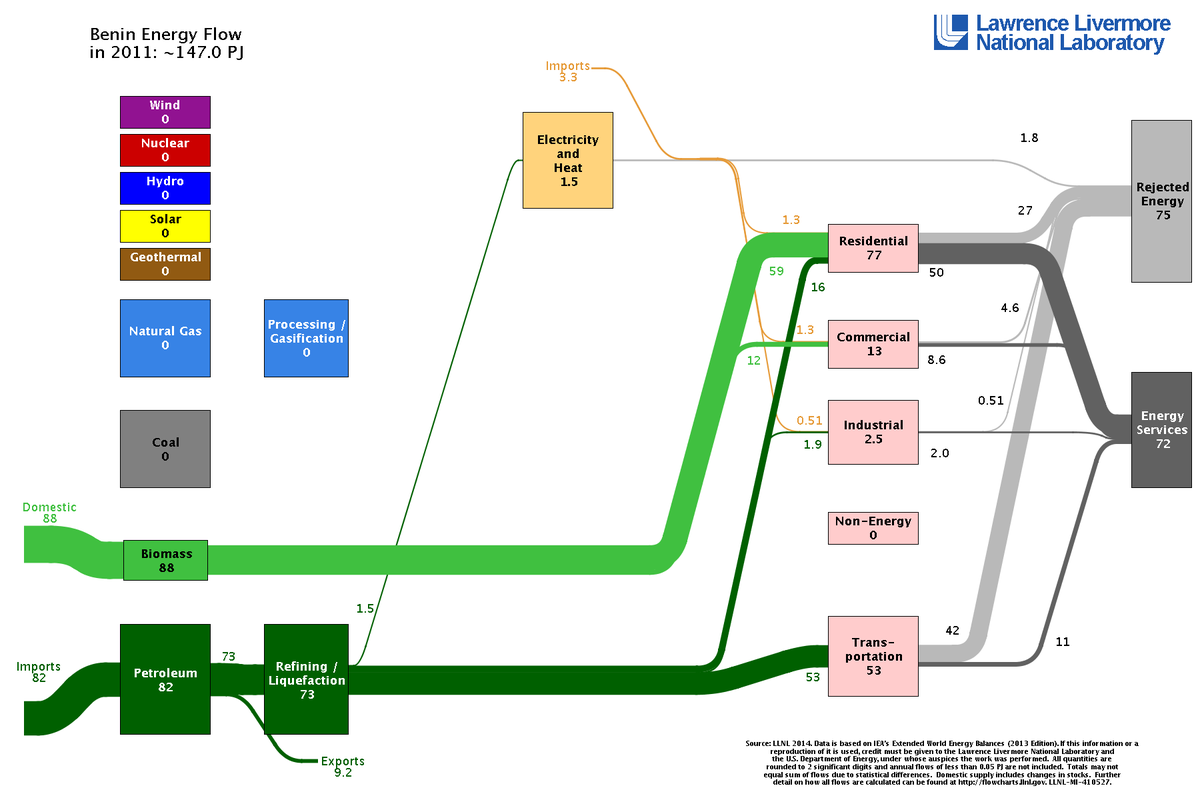 Benin Energy Flow
in 2011: ~147.0 PJ
Lawrence Livermore
National Laboratory
Wind
0
Nuclear
0
Hydro
0
Solar
0
Geothermal
0
Natural Gas
0
Processing /
Gasification
0
Coal
0
Domestic
88
Biomass
88
Imports
82
Petroleum
82
73
Refining /
Liquefaction
73
Exports
9.2
1.5
Imports
3.3
Electricity
and
Heat
1.5
1.3
59
16
1.3
12
0.51
1.9
53
Residential
77
Commercial
13
Industrial
2.5
Non-Energy
0
Trans-
portation
53
1.8
27
50
4.6
8.6
0.51
2.0
42
11
Rejected
Energy
75
Energy
Services
72
Source: LLNL 2014. Data is based on IEA's Extended World Energy Balances (2013 Edition). If this information or a
reproduction of it is used, credit must be given to the Lawrence Livermore National Laboratory and
the U.S. Department of Energy, under whose auspices the work was performed. All quantities are
rounded to 2 significant digits and annual flows of less than 0.05 PJ are not included. Totals may not
equal sum of flows due to statistical differences. Domestic supply includes changes in stocks. Further
detail on how all flows are calculated can be found at http://flowcharts.llnl.gov. LLNL-MI-410527.